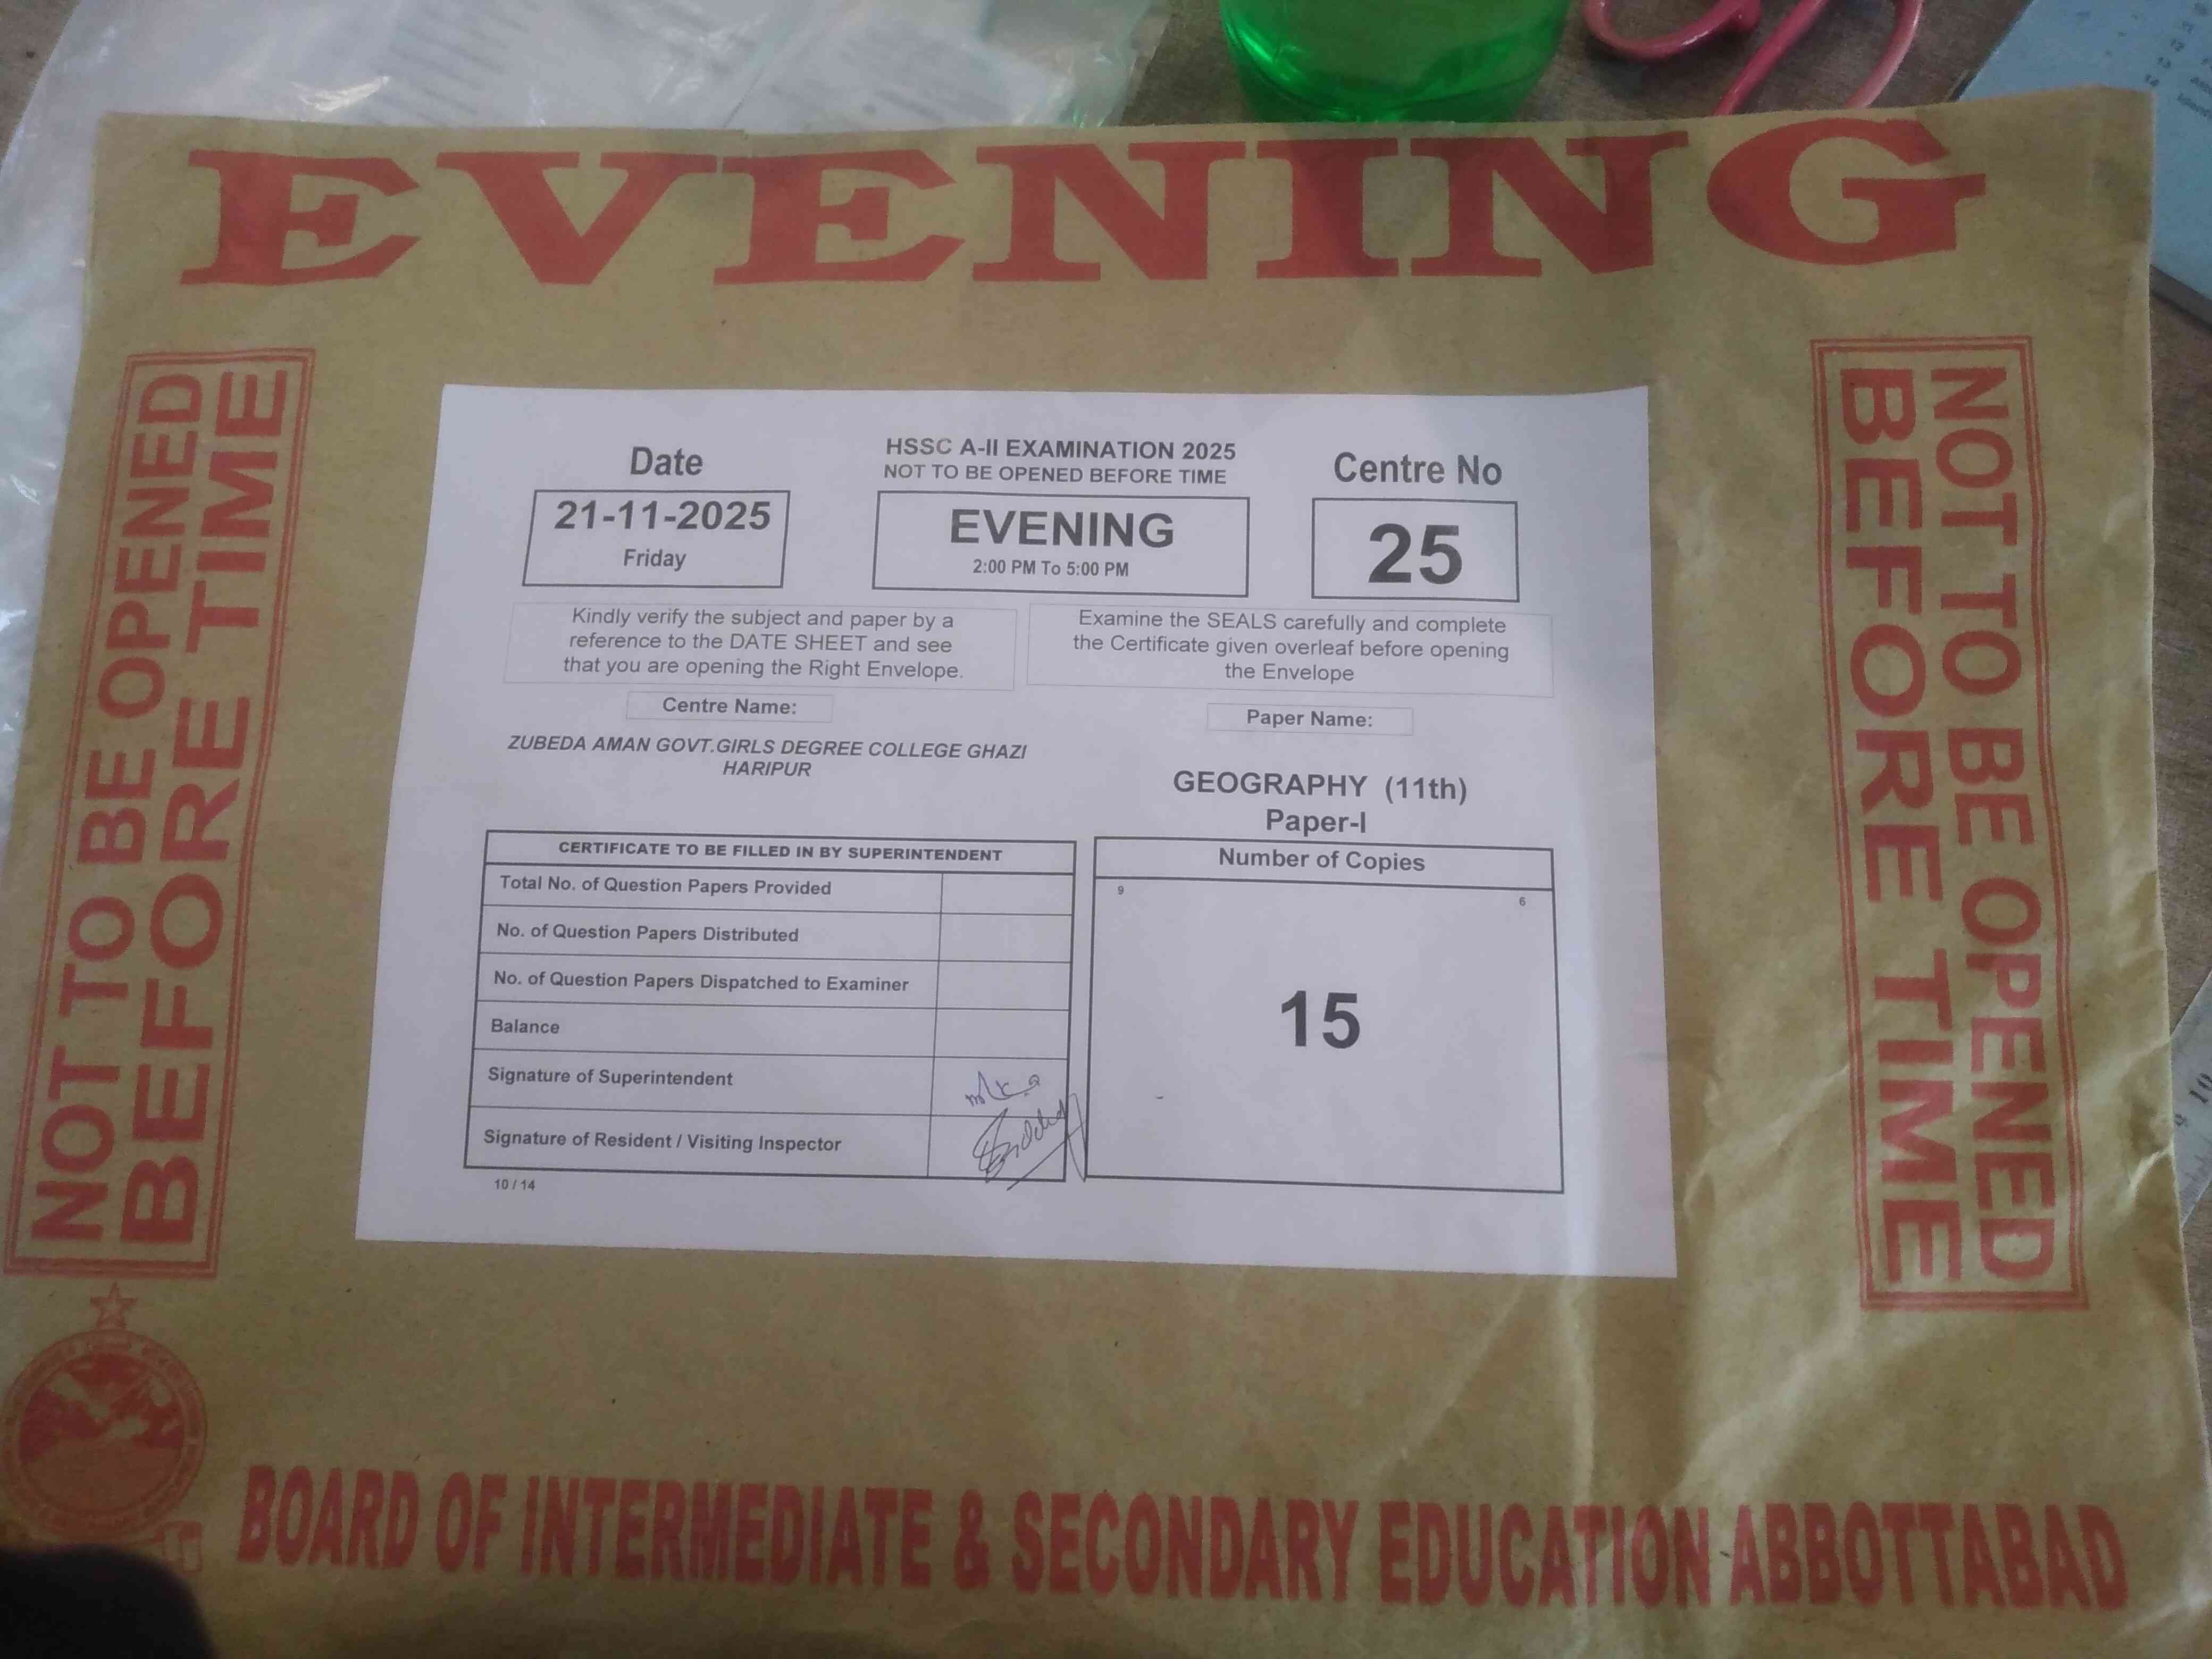 EVENING
NOT TO BE OPENED
BEFORE TIME
Date
21-11-2025
Friday
HSSC A-II EXAMINATION 2025
NOT TO BE OPENED BEFORE TIME
EVENING
2:00 PM To 5:00 PM
Centre No
25
Kindly verify the subject and paper by a
reference to the DATE SHEET and see
that you are opening the Right Envelope.
Examine the SEALS carefully and complete
the Certificate given overleaf before opening
the Envelope
Centre Name:
ZUBEDA AMAN GOVT.GIRLS DEGREE COLLEGE GHAZI
HARIPUR
Paper Name:
GEOGRAPHY (11th)
Paper-I
CERTIFICATE TO BE FILLED IN BY SUPERINTENDENT
Total No. of Question Papers Provided
No. of Question Papers Distributed
No. of Question Papers Dispatched to Examiner
Balance
Signature of Superintendent
Signature of Resident / Visiting Inspector
10 / 14
Number of Copies
9
6
15
NOT TO BE OPENED
BEFORE TIME
BOARD OF INTERMEDIATE & SECONDARY EDUCATION ABBOTTABAD